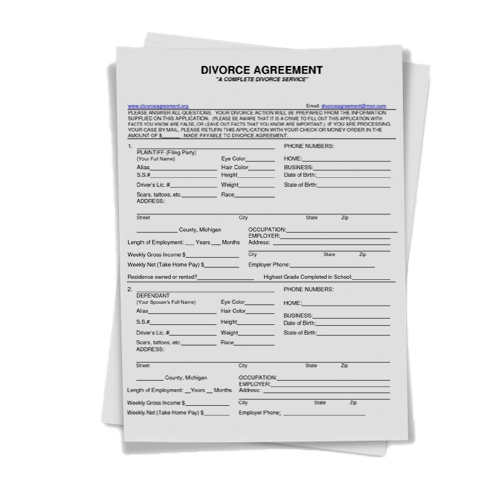 DIVORCE AGREEMENT
"A COMPLETE DIVORCE SERVICE"
www.divorceagreement.org Email: divorceagreement@msn.com
PLEASE ANSWER ALL QUESTIONS. YOUR DIVORCE ACTION WILL BE PREPARED FROM THE INFORMATION
SUPPLIED ON THIS APPLICATION. (PLEASE BE AWARE THAT IT IS A CRIME TO FILL OUT THIS APPLICATION WITH
FACTS YOU KNOW ARE FALSE, OR LEAVE OUT FACTS THAT YOU KNOW ARE IMPORTANT.) IF YOU ARE PROCESSING
YOUR CASE BY MAIL, PLEASE RETURN THIS APPLICATION WITH YOUR CHECK OR MONEY ORDER IN THE
AMOUNT OF $______ MADE PAYABLE TO DIVORCE AGREEMENT.
1. PHONE NUMBERS:
PLAINTIFF (Filing Party)
(Your Full Name) Eye Color HOME:
Alias Hair Color BUSINESS:
S.S.# Height Date of Birth:
Driver's Lic. # Weight State of Birth:
Scars, tattoos, etc. Race
ADDRESS:
Street City State Zip
County, Michigan OCCUPATION:
EMPLOYER:
Length of Employment: ___ Years ___ Months Address:
Weekly Gross Income $ City State Zip
Weekly Net (Take Home Pay) $ Employer Phone:
Residence owned or rented? Highest Grade Completed in School:
2. PHONE NUMBERS:
DEFENDANT
(Your Spouse's Full Name) Eye Color HOME:
Alias Hair Color
BUSINESS:
S.S.# Height Date of Birth:
Driver's Lic. # Weight State of Birth:
Scars, tattoos, etc. Race
ADDRESS:
Street City State Zip
County, Michigan OCCUPATION:
EMPLOYER:
Length of Employment: __Years __ Months Address:
Weekly Gross Income $ City State Zip
Weekly Net (Take Home Pay) $ Employer Phone: